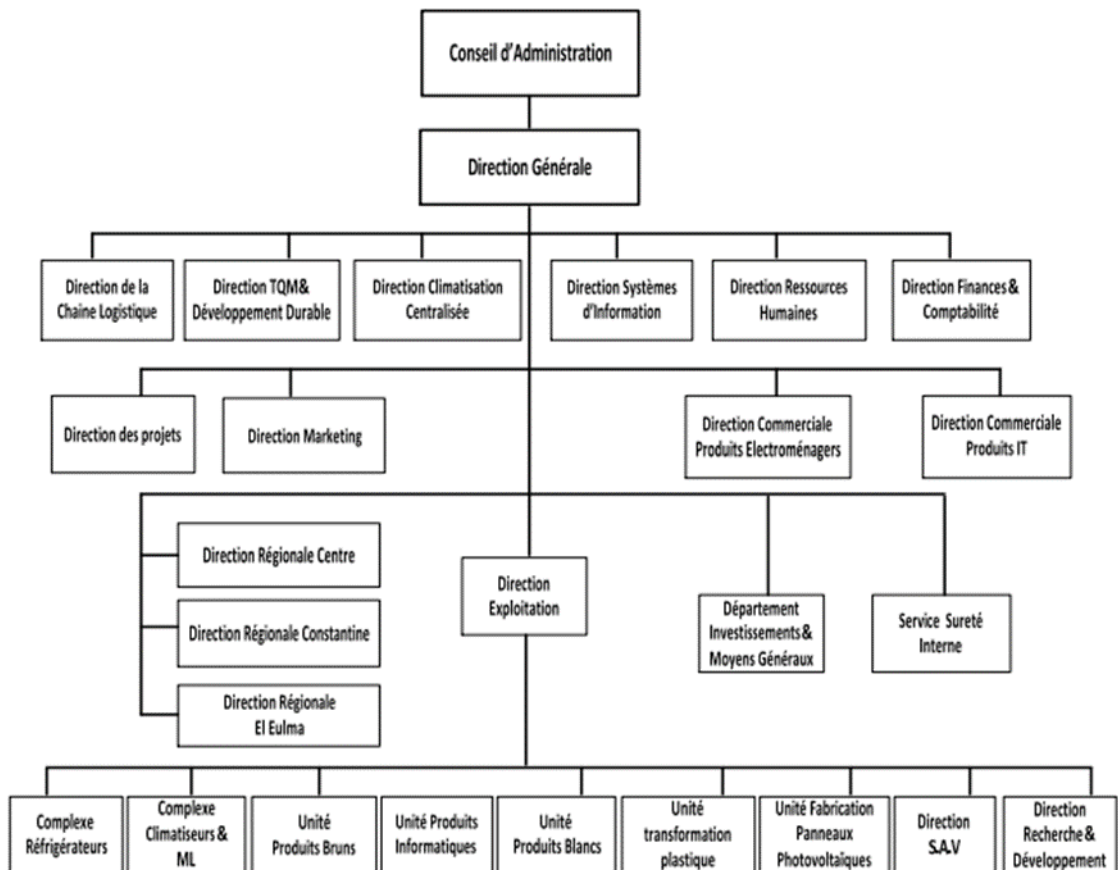 Conseil d'Administration
Direction Générale
Direction de la
Chaine Logistique
Direction TQM&
Développement Durable
Direction Climatisation
Centralisée
Direction Systèmes
d'Information
Direction Ressources
Humaines
Direction Finances &
Comptabilité
Direction des projets
Direction Marketing
Direction Commerciale
Produits Electroménagers
Direction Commerciale
Produits IT
Direction Régionale Centre
Direction Régionale Constantine
Direction Régionale
El Eulma
Direction
Exploitation
Département
Investissements &
Moyens Généraux
Service Sureté
Interne
Complexe
Réfrigérateurs
Complexe
Climatiseurs &
ML
Unité
Produits Bruns
Unité Produits
Informatiques
Unité
Produits Blancs
Unité
transformation
plastique
Unité Fabrication
Panneaux
Photovoltaïques
Direction
S.A.V
Direction
Recherche &
Développement